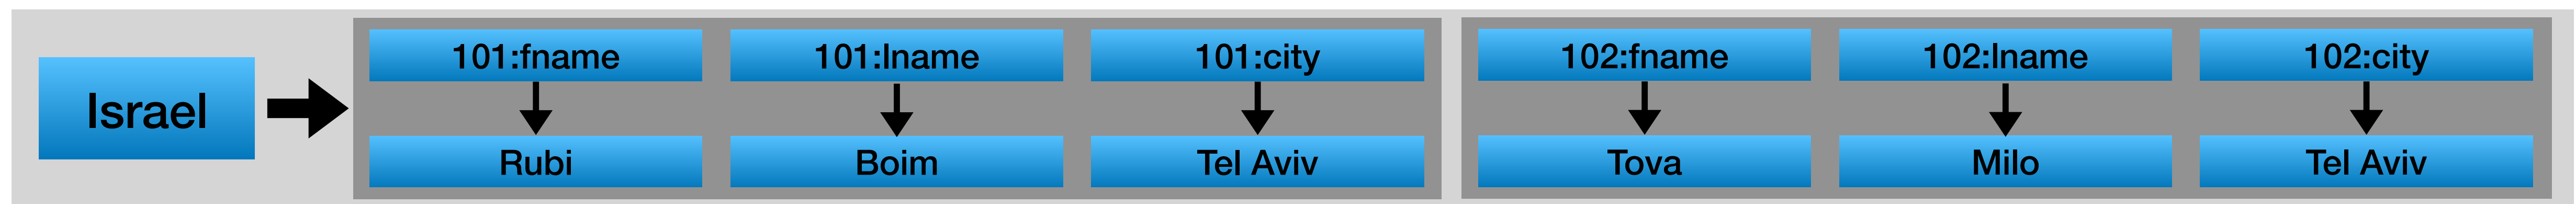 Israel
101:fname 101:lname 101:city 102:fname 102:lname 102:city
Rubi Boim Tel Aviv Tova Milo Tel Aviv